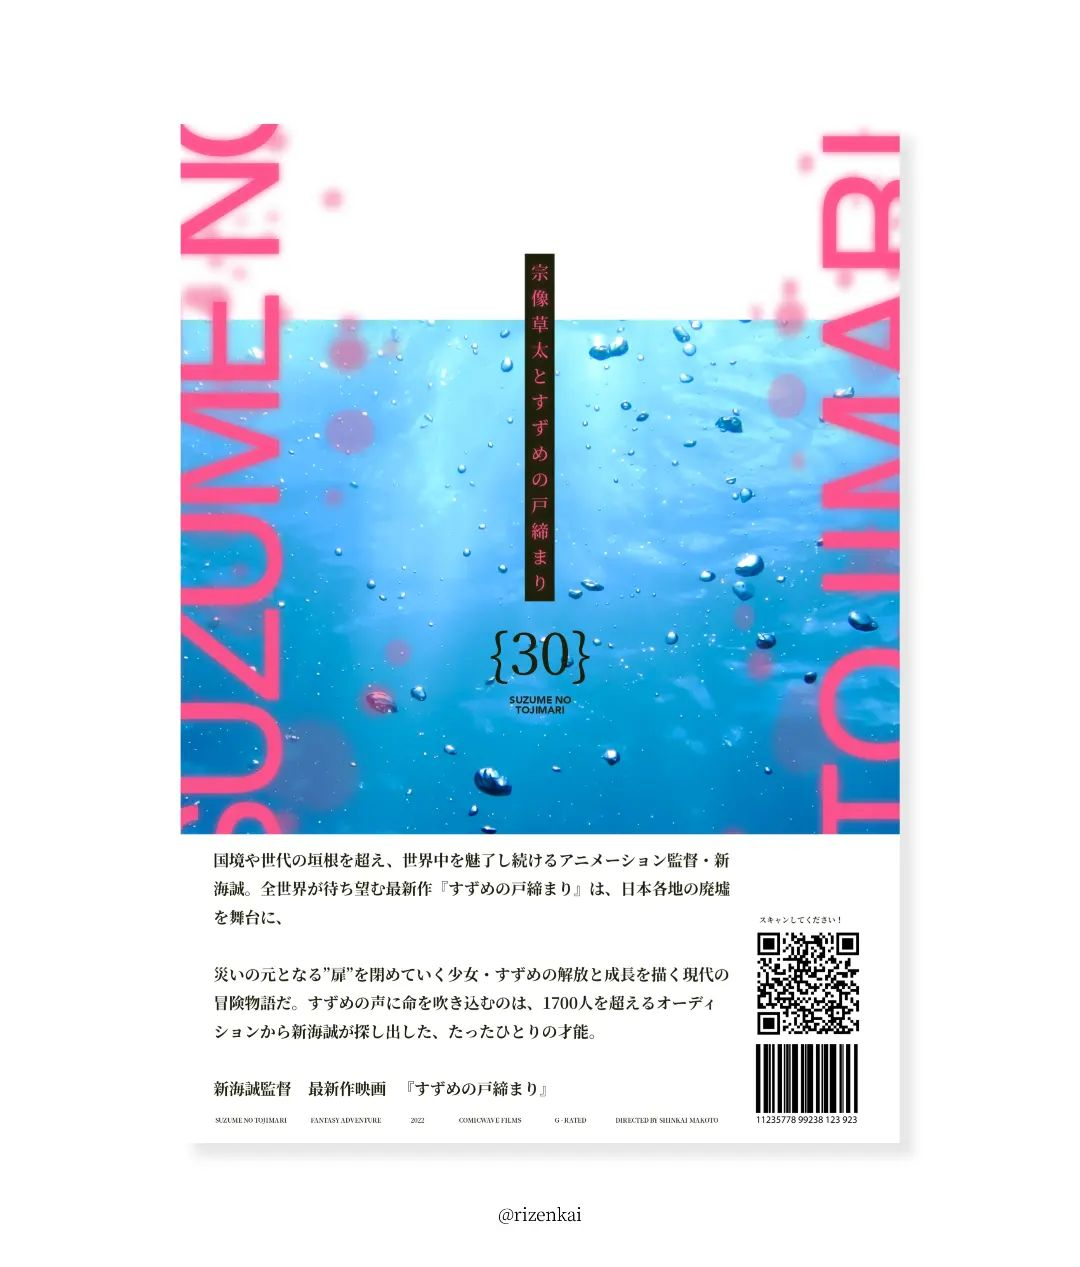 SUZUME NO
TOJIMARI
宗像草太とすずめの戸締まり
{30}
SUZUME NO
TOJIMARI
国境や世代の垣根を超え、世界中を魅了し続けるアニメーション監督・新
海誠。全世界が待ち望む最新作『すずめの戸締まり』は、日本各地の廃墟
を舞台に、
災いの元となる”扉”を閉めていく少女・すずめの解放と成長を描く現代の
冒険物語だ。すずめの声に命を吹き込むのは、1700人を超えるオーディ
ションから新海誠が探し出した、たったひとりの才能。
新海誠監督　最新作映画　『すずめの戸締まり』
SUZUME NO TOJIMARI FANTASY ADVENTURE 2022 COMICWAVE FILMS G - RATED DIRECTED BY SHINKAI MAKOTO
スキャンしてください！
11235778 99238 123 923
@rizenkai